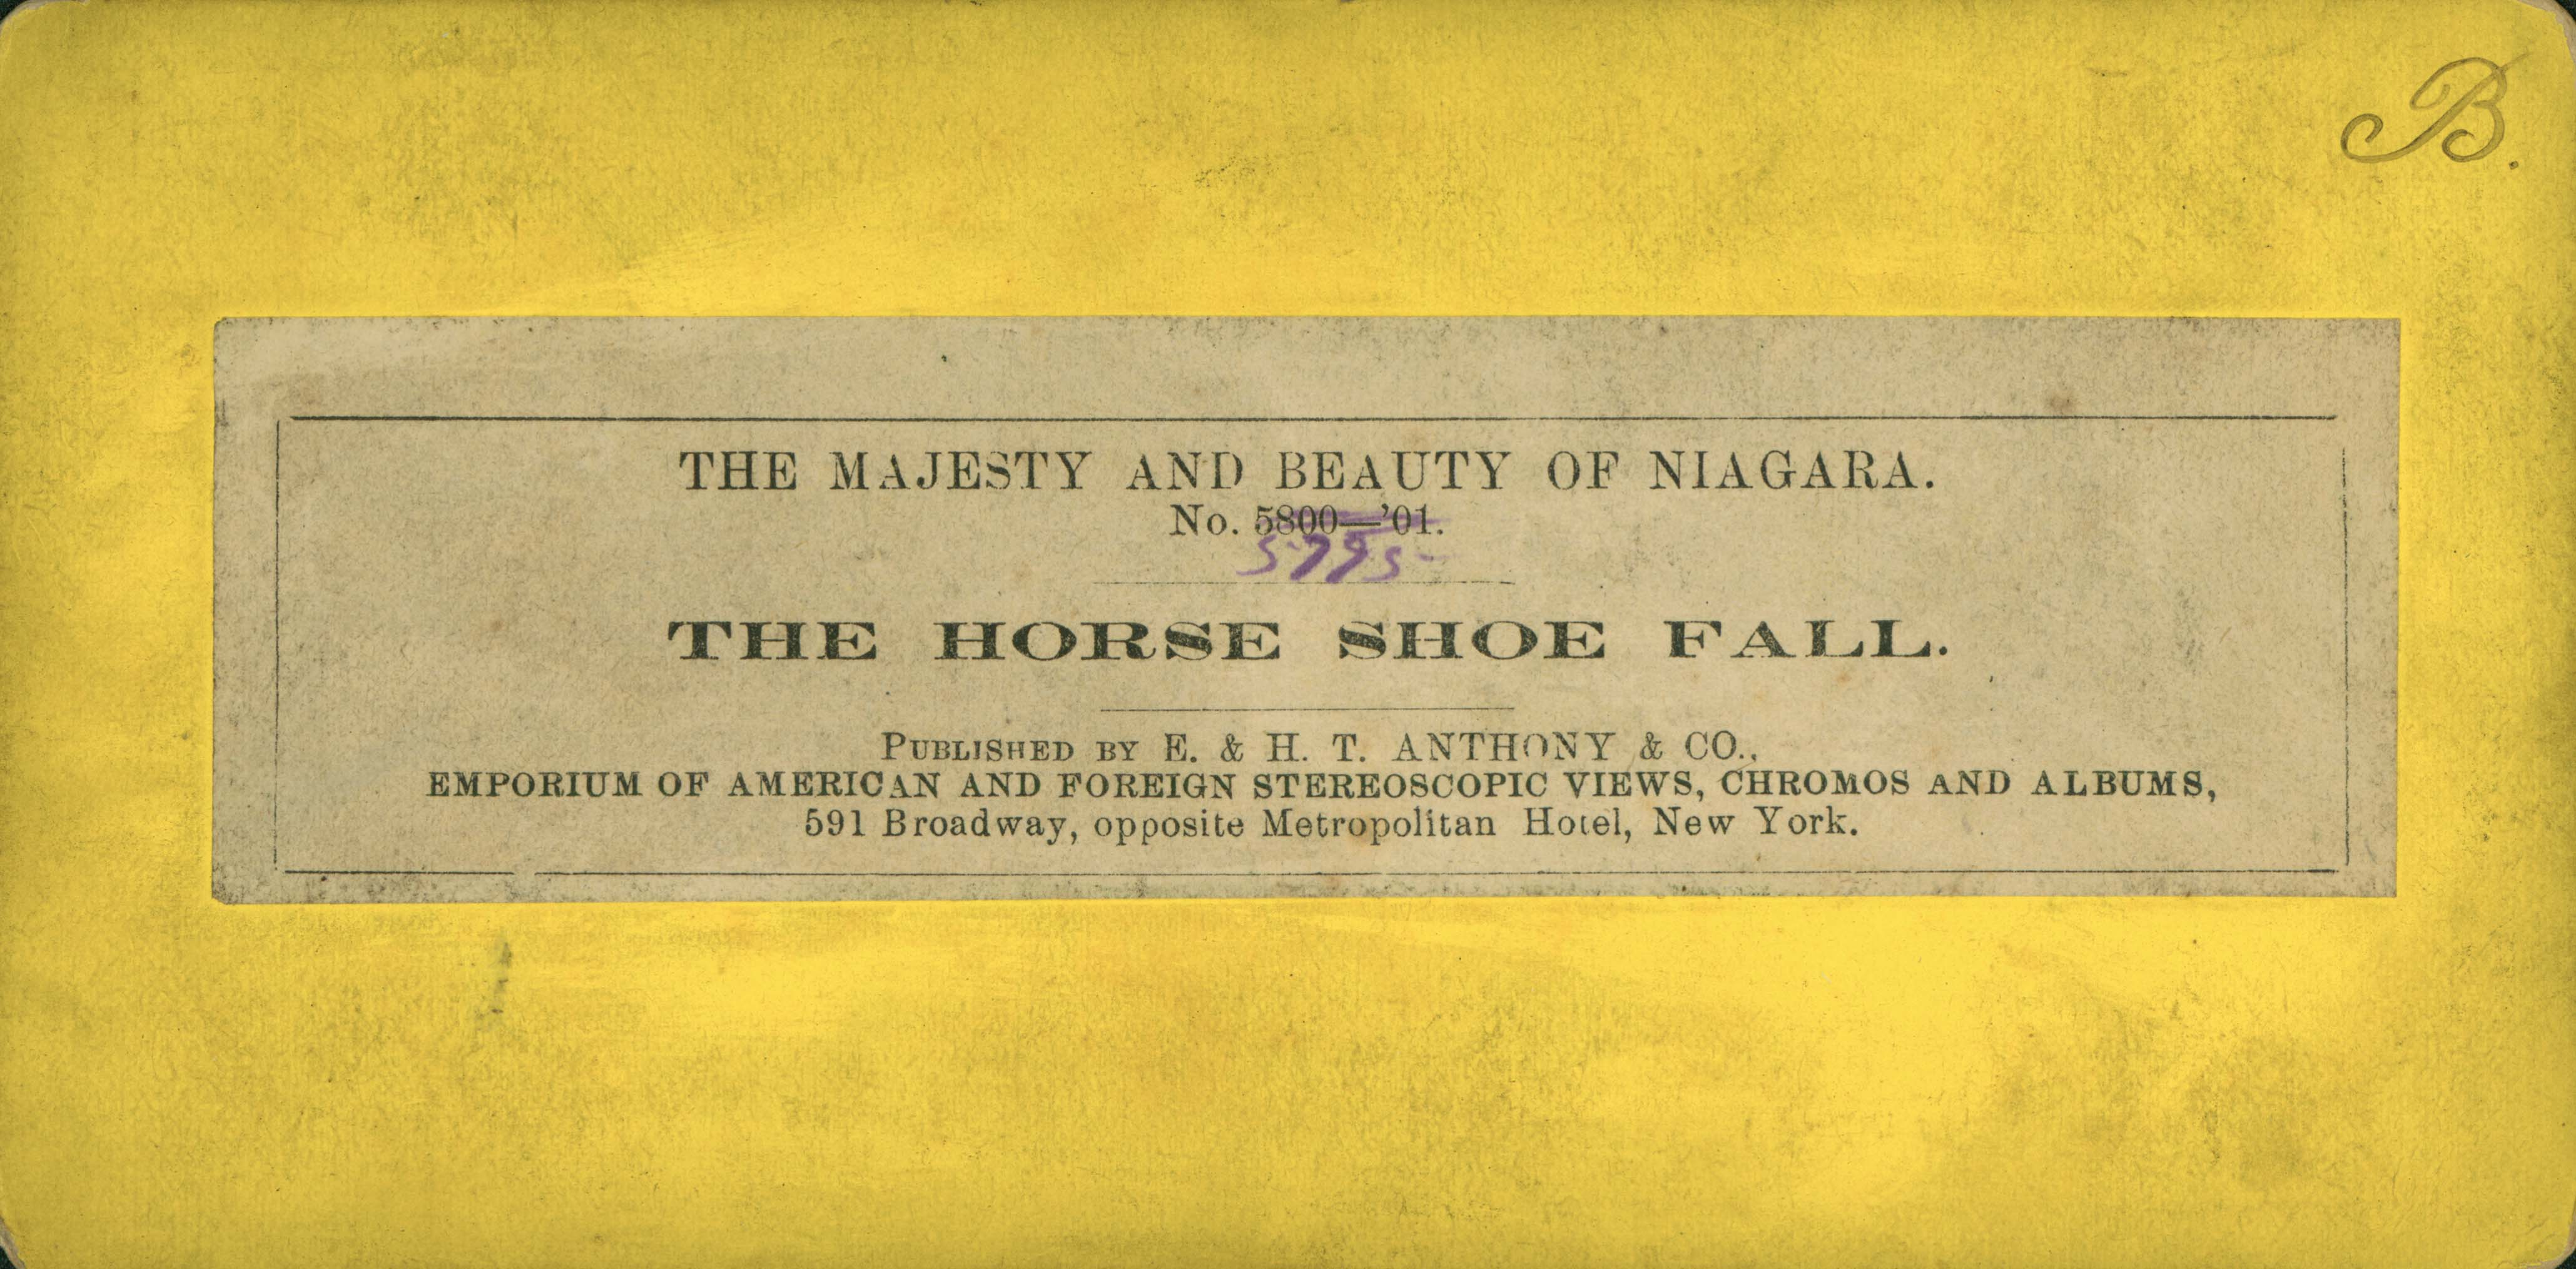 B.
THE MAJESTY AND BEAUTY OF NIAGARA.
No. 5800—'01.
5795-
THE HORSE SHOE FALL.
PUBLISHED BY E. & H. T. ANTHONY & CO.,
EMPORIUM OF AMERICAN AND FOREIGN STEREOSCOPIC VIEWS, CHROMOS AND ALBUMS,
591 Broadway, opposite Metropolitan Hotel, New York.